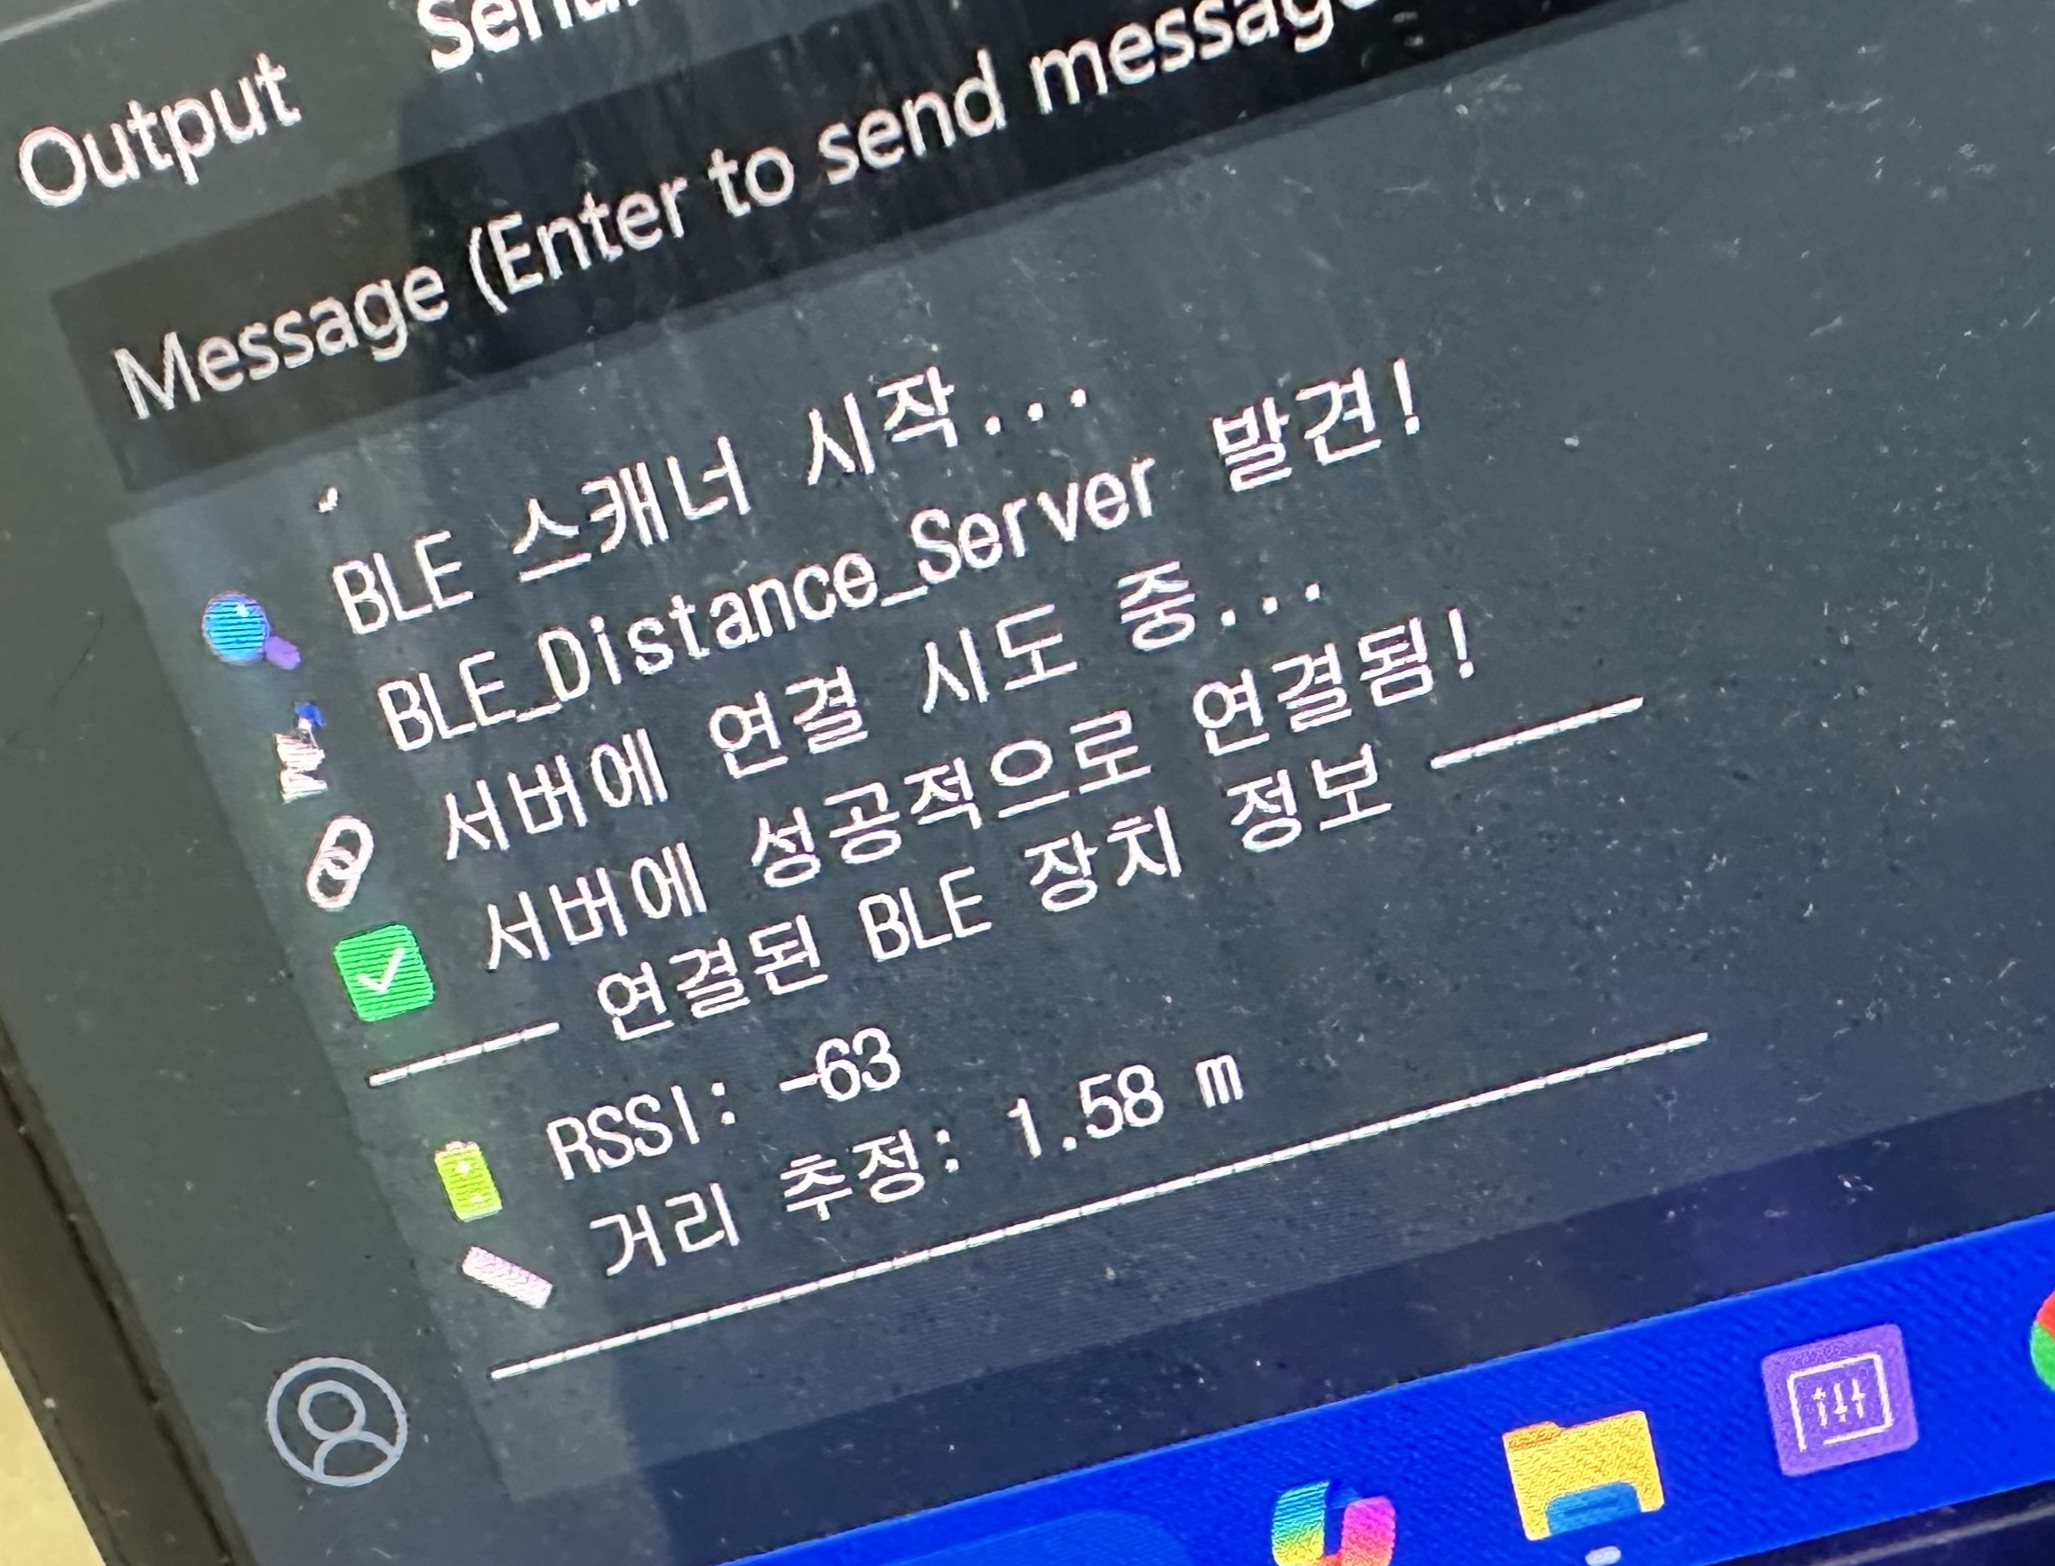 Output
Message (Enter to send message
BLE 스캐너 시작...
BLE_Distance_Server 발견!
서버에 연결 시도 중...
서버에 성공적으로 연결됨!
연결된 BLE 장치 정보
RSSI: -63
거리 추정: 1.58 m